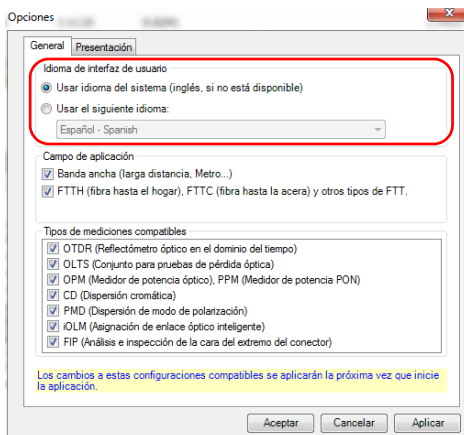 Opciones
General Presentación
Idioma de interfaz de usuario
Usar idioma del sistema (inglés, si no está disponible)
Usar el siguiente idioma:
Español - Spanish
Campo de aplicación
Banda ancha (larga distancia, Metro...)
FTTH (fibra hasta el hogar), FTTC (fibra hasta la acera) y otros tipos de FTT.
Tipos de mediciones compatibles
OTDR (Reflectómetro óptico en el dominio del tiempo)
OLTS (Conjunto para pruebas de pérdida óptica)
OPM (Medidor de potencia óptico), PPM (Medidor de potencia PON)
CD (Dispersión cromática)
PMD (Dispersión de modo de polarización)
iOLM (Asignación de enlace óptico inteligente)
FIP (Análisis e inspección de la cara del extremo del conector)
Los cambios a estas configuraciones compatibles se aplicarán la próxima vez que inicie
la aplicación.
Aceptar Cancelar Aplicar